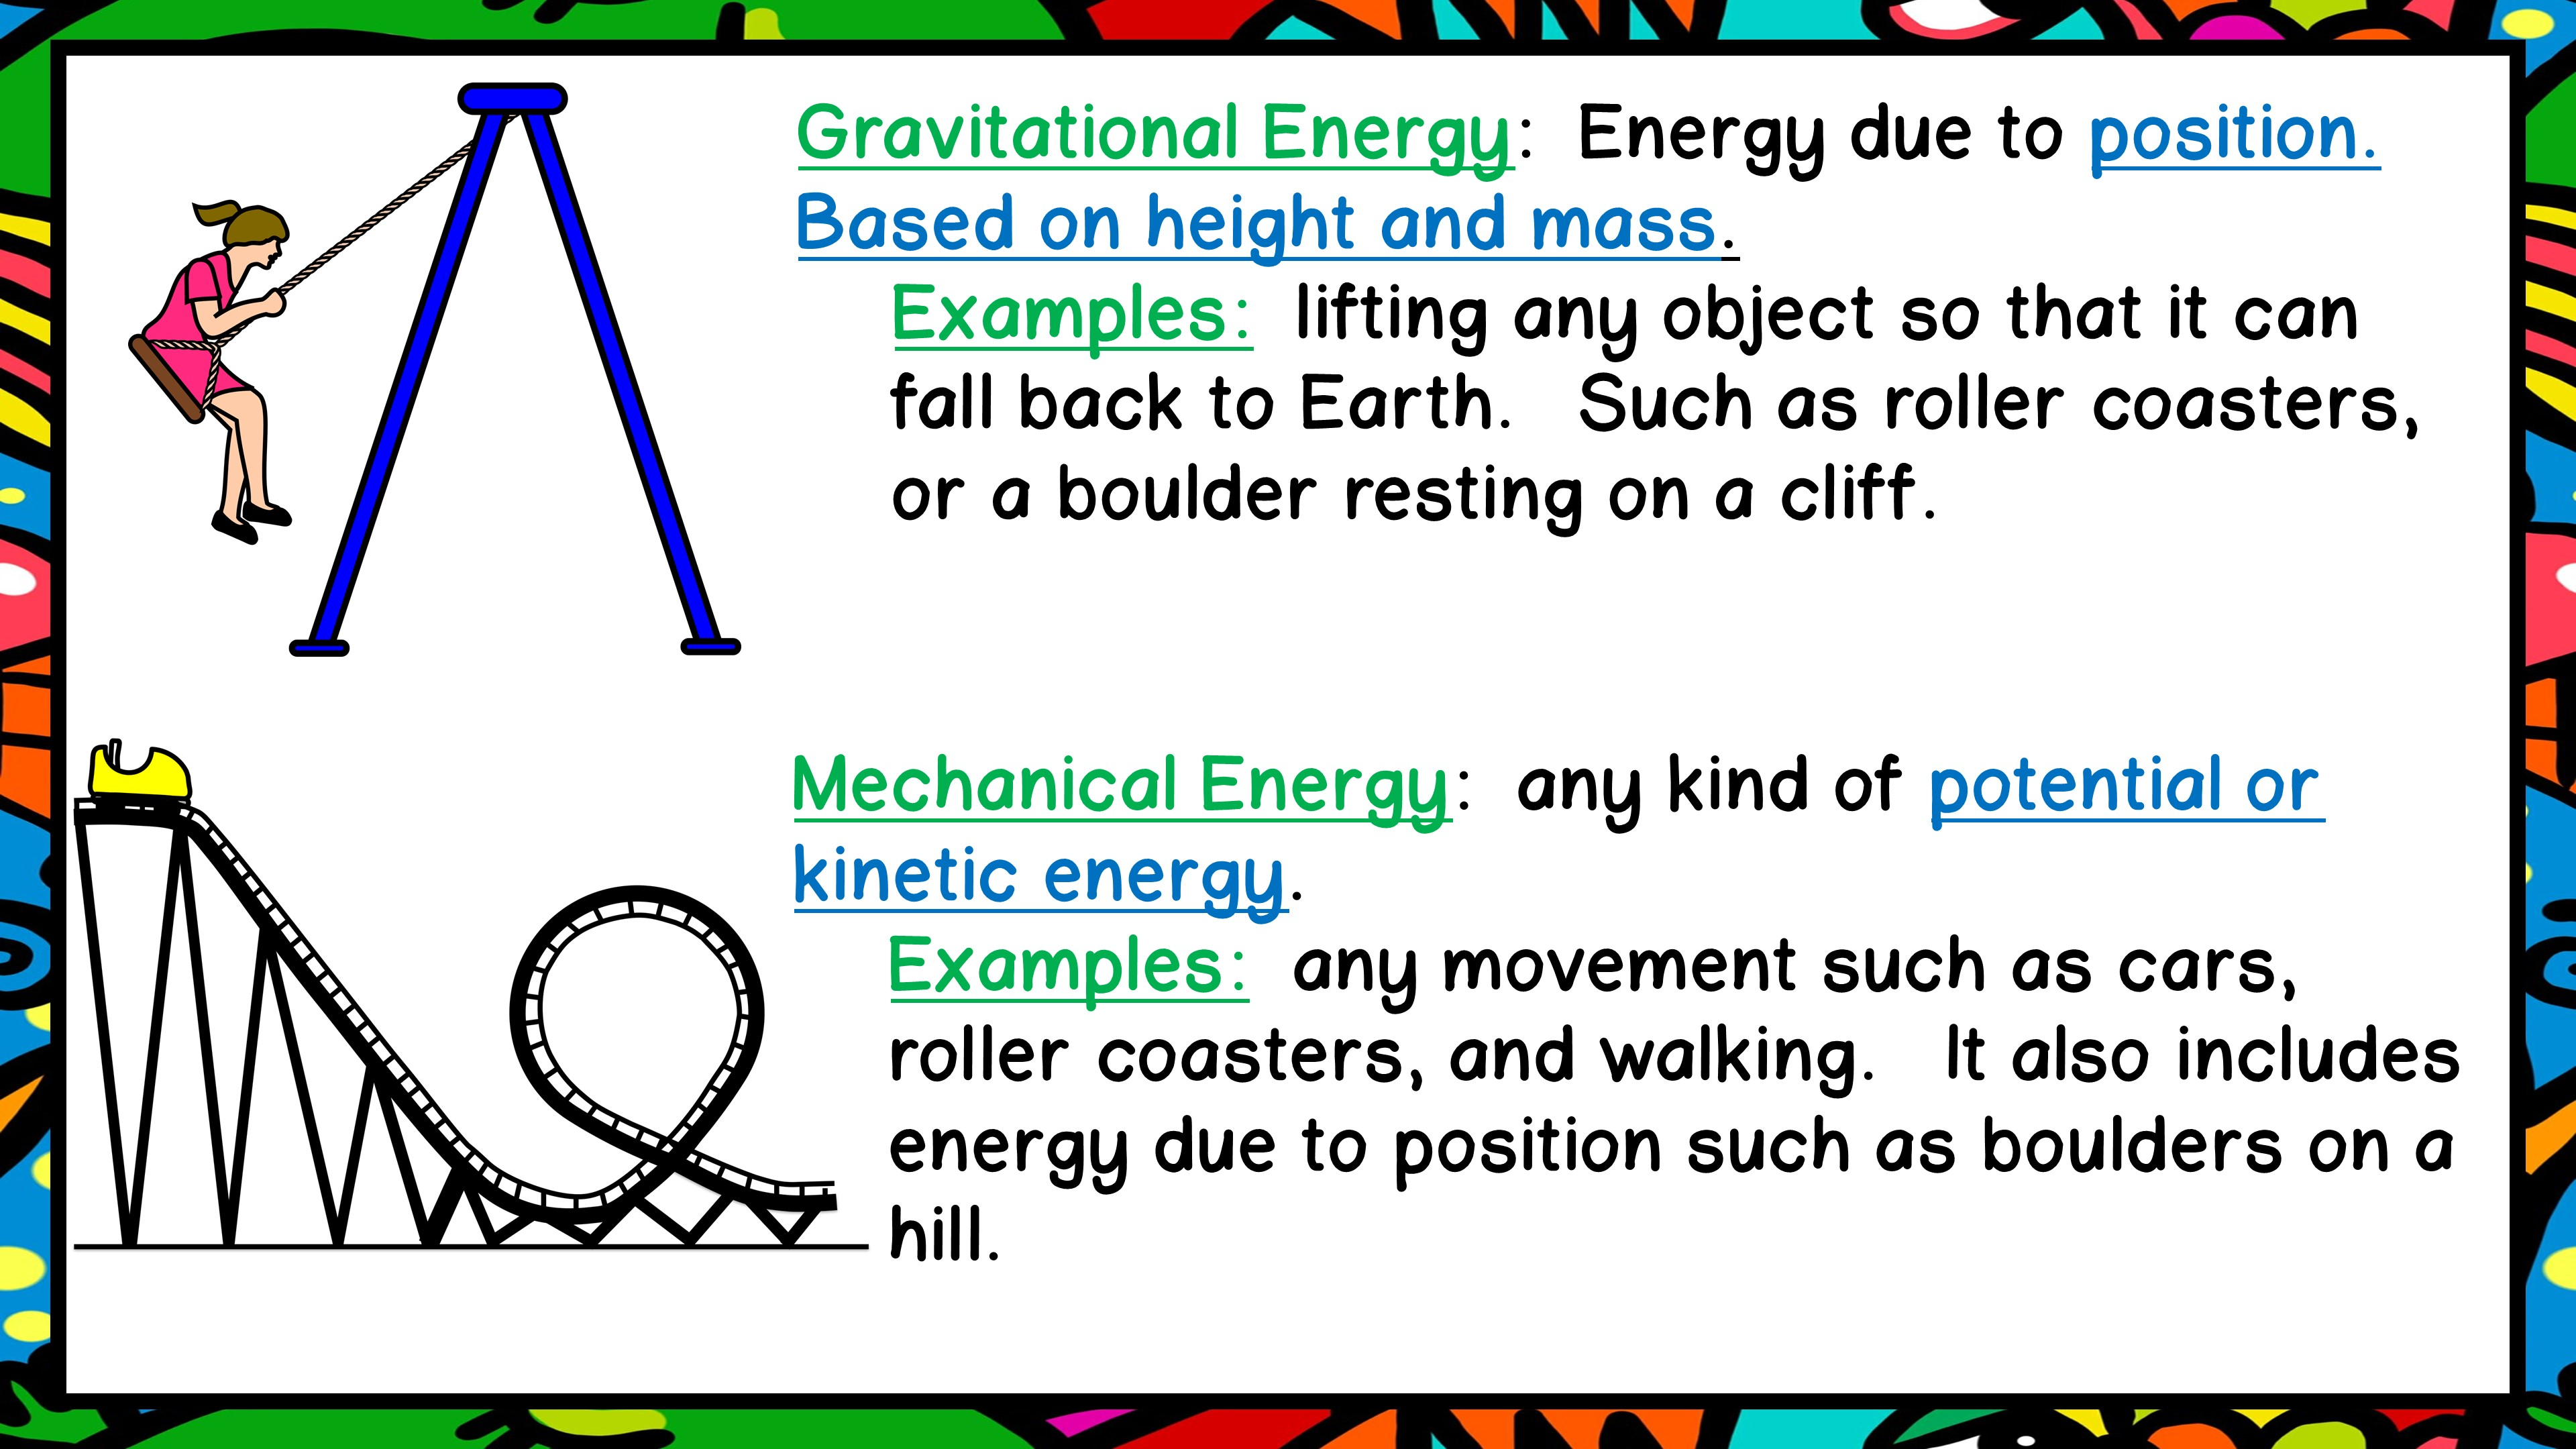 Gravitational Energy:  Energy due to position.
Based on height and mass.
Examples:  lifting any object so that it can
fall back to Earth.   Such as roller coasters,
or a boulder resting on a cliff.
Mechanical Energy:  any kind of potential or
kinetic energy.
Examples:  any movement such as cars,
roller coasters, and walking.   It also includes
energy due to position such as boulders on a
hill.